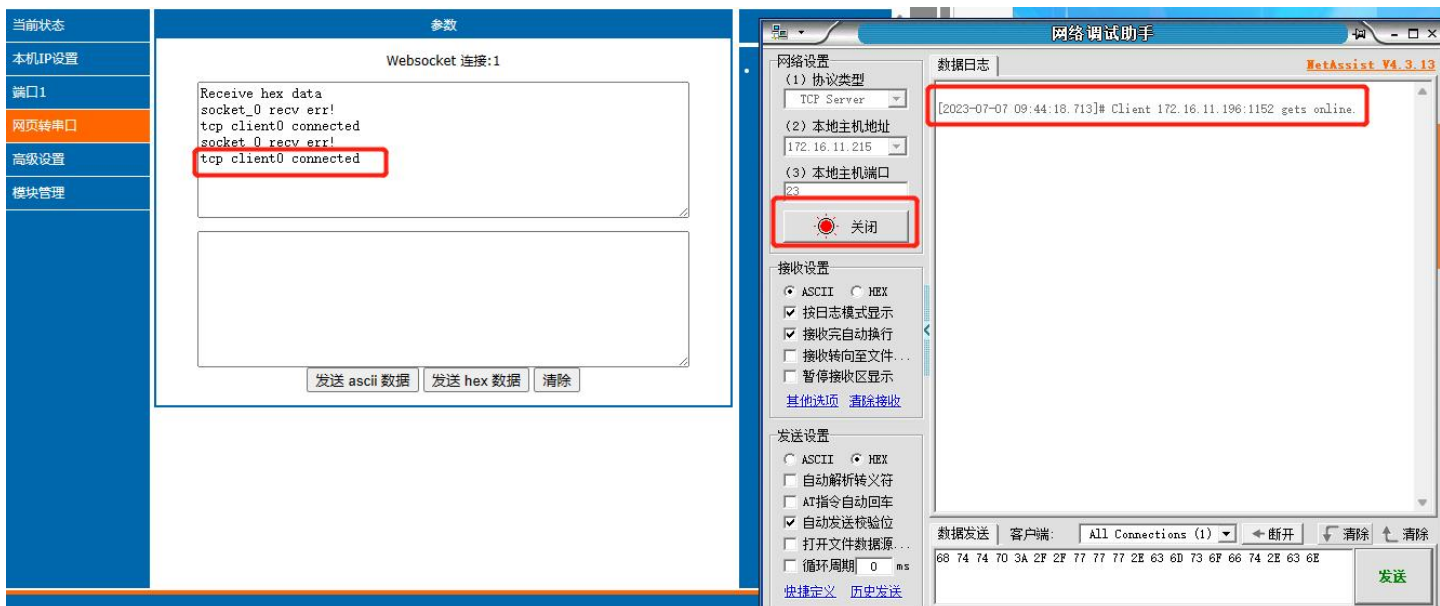 当前状态
本机IP设置
端口1
网页转串口
高级设置
模块管理
参数
Websocket 连接:1
Receive hex data
socket_0 recv err!
tcp client0 connected
socket_0 recv err!
tcp client0 connected
发送 ascii 数据
发送 hex 数据
清除
网络调试助手
网络设置
(1) 协议类型
TCP Server
(2) 本地主机地址
172.16.11.215
(3) 本地主机端口
23
关闭
接收设置
ASCII HEX
按日志模式显示
接收完自动换行
接收转向至文件...
暂停接收区显示
其他选项 清除接收
发送设置
ASCII HEX
自动解析转义符
AT指令自动回车
自动发送校验位
打开文件数据源...
循环周期 0 ms
快捷定义 历史发送
数据日志
NetAssist V4.3.13
[2023-07-07 09:44:18.713]# Client 172.16.11.196:1152 gets online.
数据发送 客户端: All Connections (1) 断开 清除 清除
68 74 74 70 3A 2F 2F 77 77 77 2E 63 6D 73 6F 66 74 2E 63 6E
发送